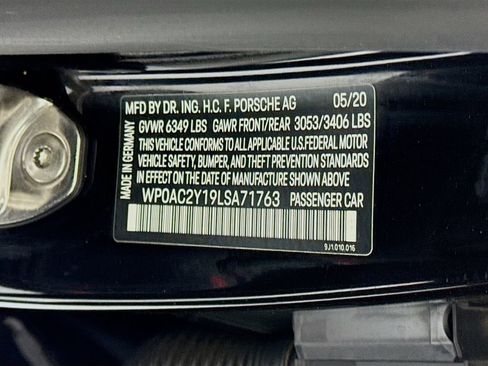 MFD BY DR. ING. H.C. F. PORSCHE AG 05/20
GVWR 6349 LBS GAWR FRONT/REAR 3053/3406 LBS
THIS VEHICLE CONFORMS TO ALL APPLICABLE U.S.FEDERAL MOTOR
VEHICLE SAFETY, BUMPER, AND THEFT PREVENTION STANDARDS
IN EFFECT ON THE DATE OF MANUFACTURE SHOWN ABOVE.
WP0AC2Y19LSA71763 PASSENGER CAR
9J1.010.016
MADE IN GERMANY